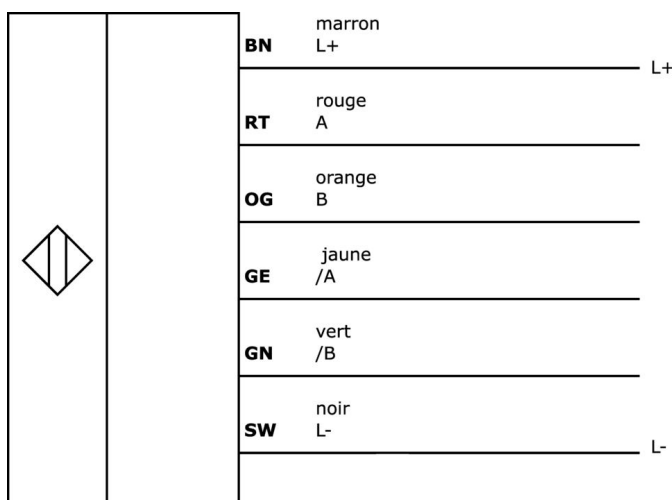 marron
BN L+
L+
rouge
RT A
orange
OG B
jaune
GE /A
vert
GN /B
noir
SW L-
L-